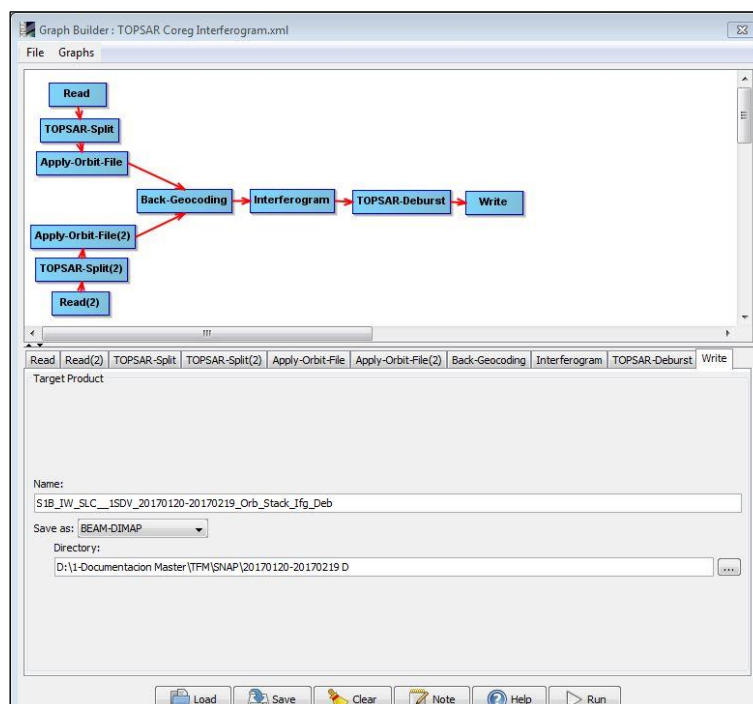 Graph Builder : TOPSAR Coreg Interferogram.xml
File Graphs
Read
TOPSAR-Split
Apply-Orbit-File
Back-Geocoding Interferogram TOPSAR-Deburst Write
Apply-Orbit-File(2)
TOPSAR-Split(2)
Read(2)
Read Read(2) TOPSAR-Split TOPSAR-Split(2) Apply-Orbit-File Apply-Orbit-File(2) Back-Geocoding Interferogram TOPSAR-Deburst Write
Target Product
Name:
S1B_IW_SLC__1SDV_20170120-20170219_Orb_Stack_Ifg_Deb
Save as: BEAM-DIMAP
Directory:
D:\1-Documentacion Master\TFM\SNAP\20170120-20170219 D
...
Load Save Clear Note Help Run